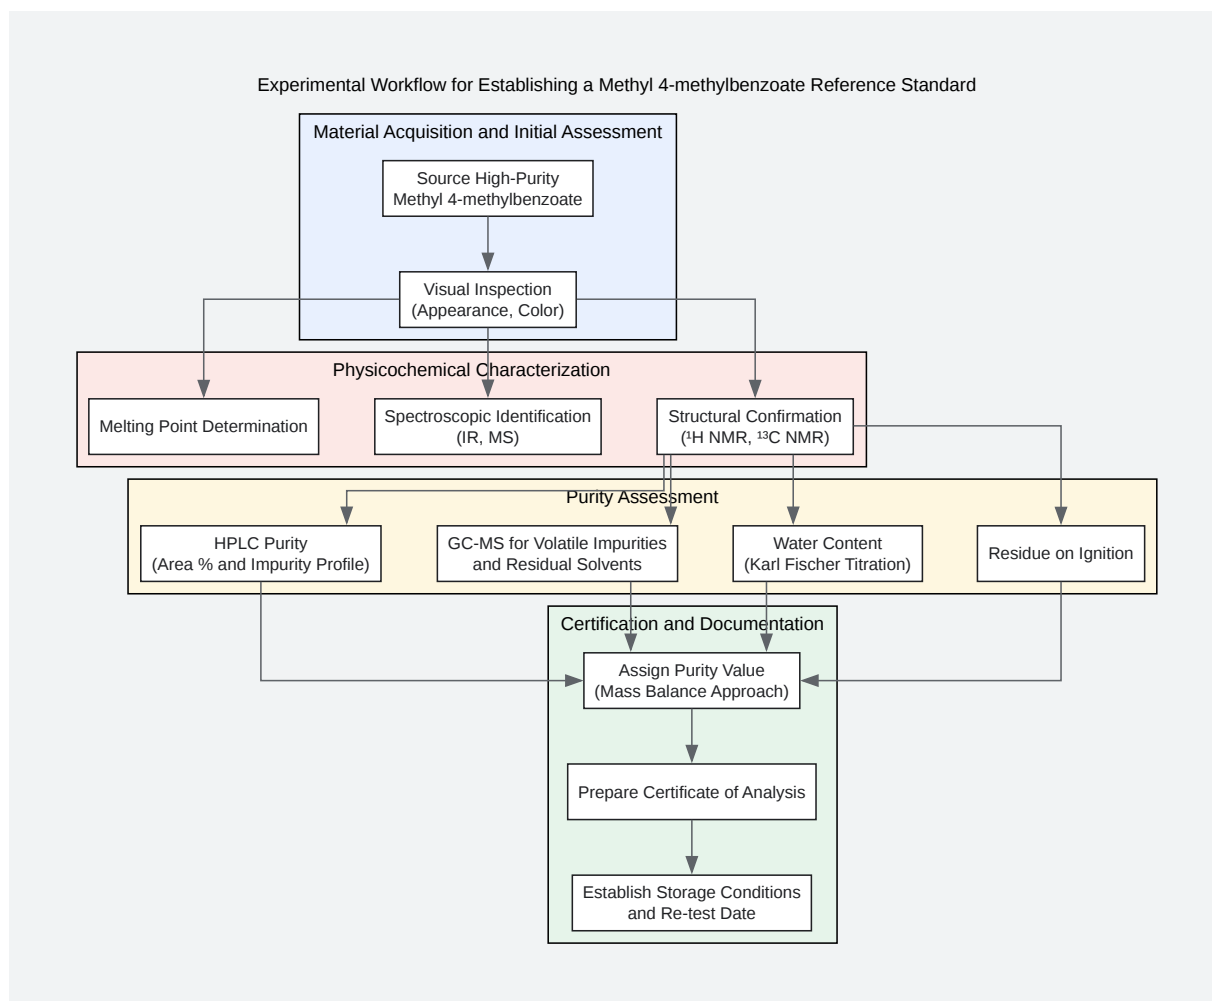 Experimental Workflow for Establishing a Methyl 4-methylbenzoate Reference Standard
Material Acquisition and Initial Assessment
Source High-Purity
Methyl 4-methylbenzoate
Visual Inspection
(Appearance, Color)
Physicochemical Characterization
Melting Point Determination
Spectroscopic Identification
(IR, MS)
Structural Confirmation
(¹H NMR, ¹³C NMR)
Purity Assessment
HPLC Purity
(Area % and Impurity Profile)
GC-MS for Volatile Impurities
and Residual Solvents
Water Content
(Karl Fischer Titration)
Residue on Ignition
Certification and Documentation
Assign Purity Value
(Mass Balance Approach)
Prepare Certificate of Analysis
Establish Storage Conditions
and Re-test Date